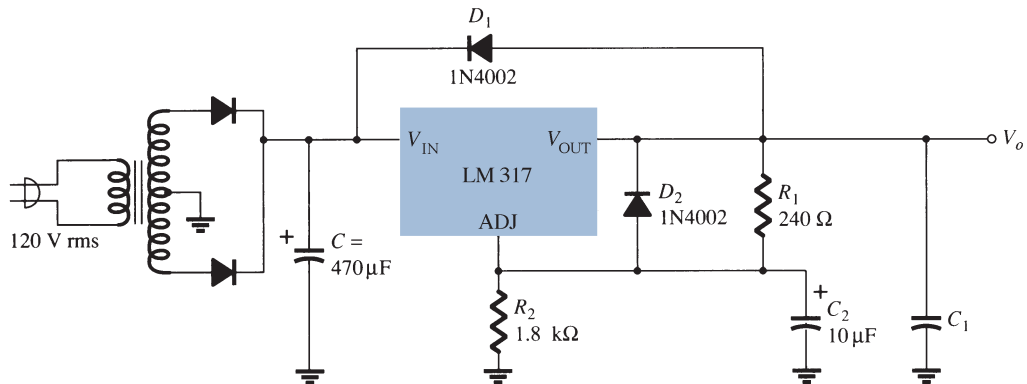 D1
1N4002
VIN
VOUT
LM 317
ADJ
Vo
D2
1N4002
R1
240 Ω
120 V rms
+
C =
470 μF
R2
1.8 kΩ
+
C2
10 μF
C1